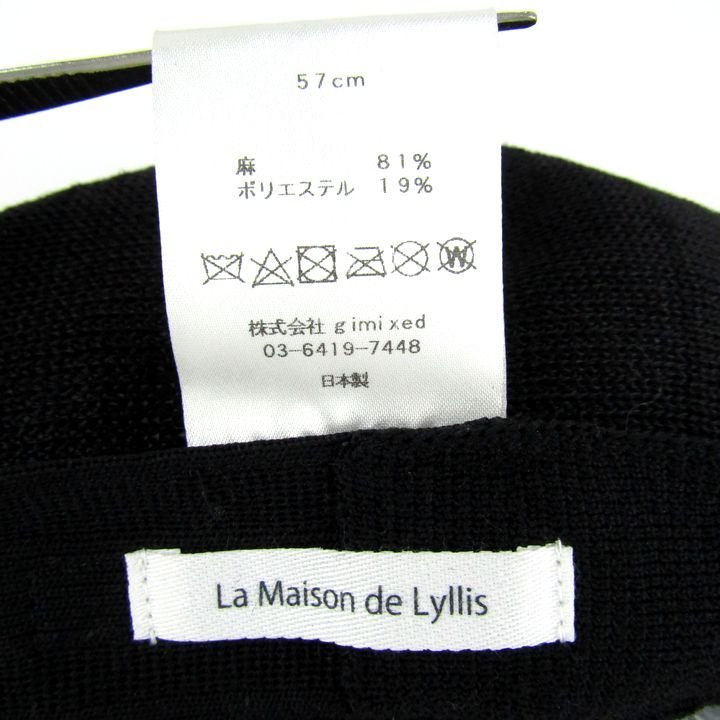 57cm
麻 81%
ポリエステル 19%
W
株式会社 gimixed
03-6419-7448
日本製
La Maison de Lyllis